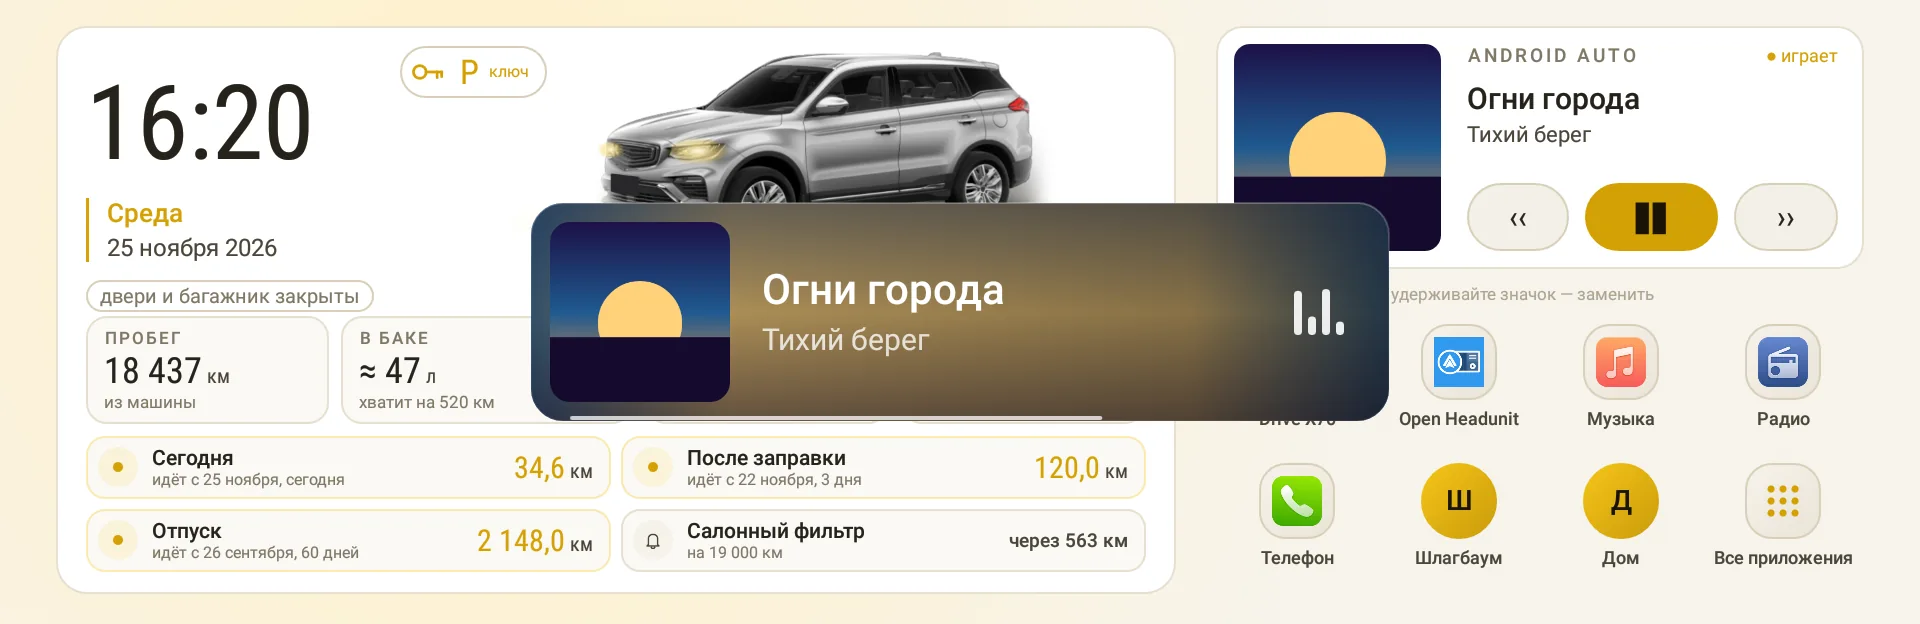 16:20
P ключ
Среда
25 ноября 2026
двери и багажник закрыты
ПРОБЕГ
18 437 км
из машины
В БАКЕ
≈ 47 л
хватит на 520 км
Сегодня
идёт с 25 ноября, сегодня
34,6 км
После заправки
идёт с 22 ноября, 3 дня
120,0 км
Отпуск
идёт с 26 сентября, 60 дней
2 148,0 км
Салонный фильтр
на 19 000 км
через 563 км
Огни города
Тихий берег
ANDROID AUTO
играет
Огни города
Тихий берег
удерживайте значок — заменить
Open Headunit
Музыка
Радио
Телефон
Ш
Шлагбаум
Д
Дом
Все приложения